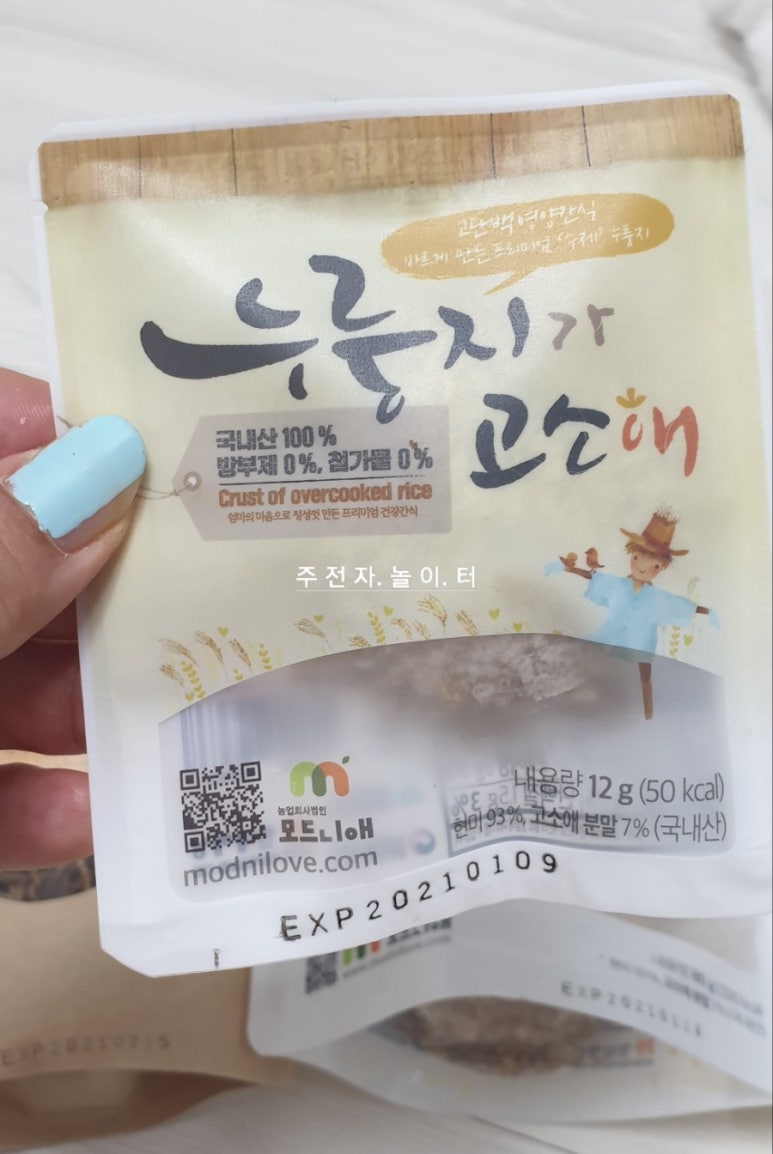 고단백영양간식
바르게 만든 프리미엄 '수제' 누룽지
누룽지가
고소애
국내산 100 %
방부제 0 %, 첨가물 0 %
Crust of overcooked rice
엄마의 마음으로 정성껏 만든 프리미엄 건강간식
주전자.놀이.터
농업회사법인
모드니애
modnilove.com
내용량 12 g (50 kcal)
현미 93%, 고소애 분말 7% (국내산)
EXP20210109
EXP20210715